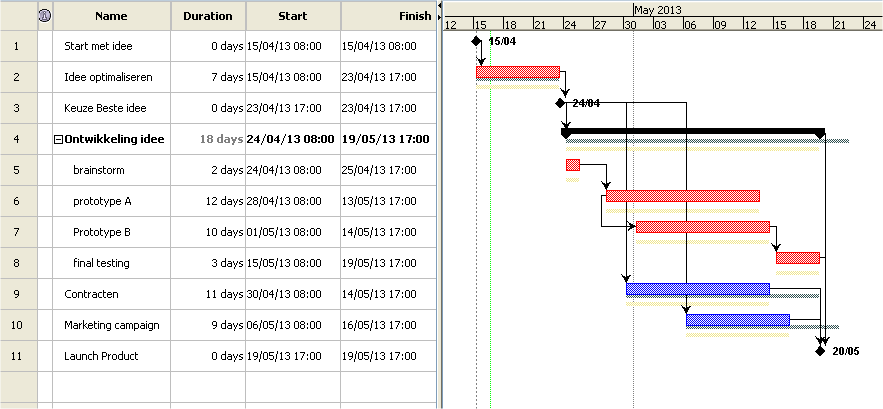 Name Duration Start Finish
May 2013
12 15 18 21 24 27 30 03 06 09 12 15 18 21 24
1 Start met idee 0 days 15/04/13 08:00 15/04/13 08:00 15/04
2 Idee optimaliseren 7 days 15/04/13 08:00 23/04/13 17:00
3 Keuze Beste idee 0 days 23/04/13 17:00 23/04/13 17:00 24/04
4 Ontwikkeling idee 18 days 24/04/13 08:00 19/05/13 17:00
5 brainstorm 2 days 24/04/13 08:00 25/04/13 17:00
6 prototype A 12 days 28/04/13 08:00 13/05/13 17:00
7 Prototype B 10 days 01/05/13 08:00 14/05/13 17:00
8 final testing 3 days 15/05/13 08:00 19/05/13 17:00
9 Contracten 11 days 30/04/13 08:00 14/05/13 17:00
10 Marketing campaign 9 days 06/05/13 08:00 16/05/13 17:00
11 Launch Product 0 days 19/05/13 17:00 19/05/13 17:00 20/05